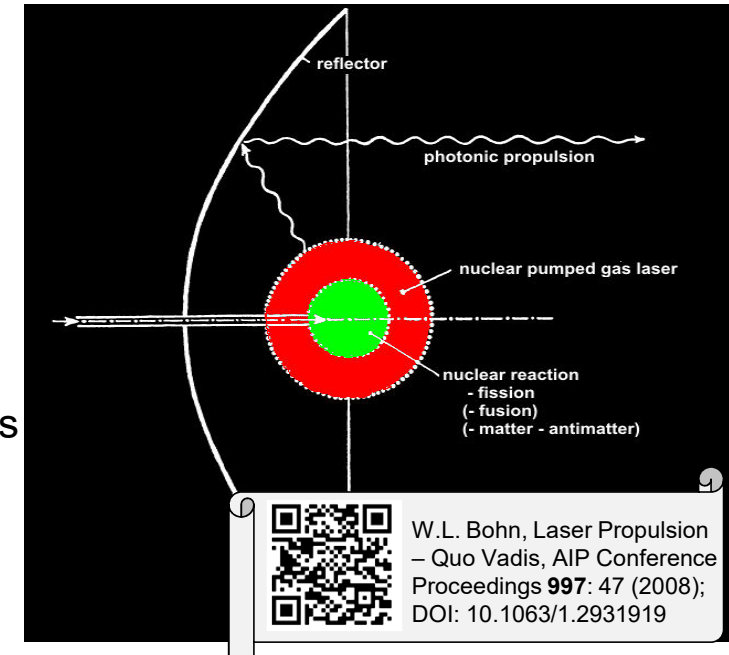 reflector
photonic propulsion
nuclear pumped gas laser
nuclear reaction
- fission
(- fusion)
(- matter - antimatter)
s
W.L. Bohn, Laser Propulsion
– Quo Vadis, AIP Conference
Proceedings 997: 47 (2008);
DOI: 10.1063/1.2931919